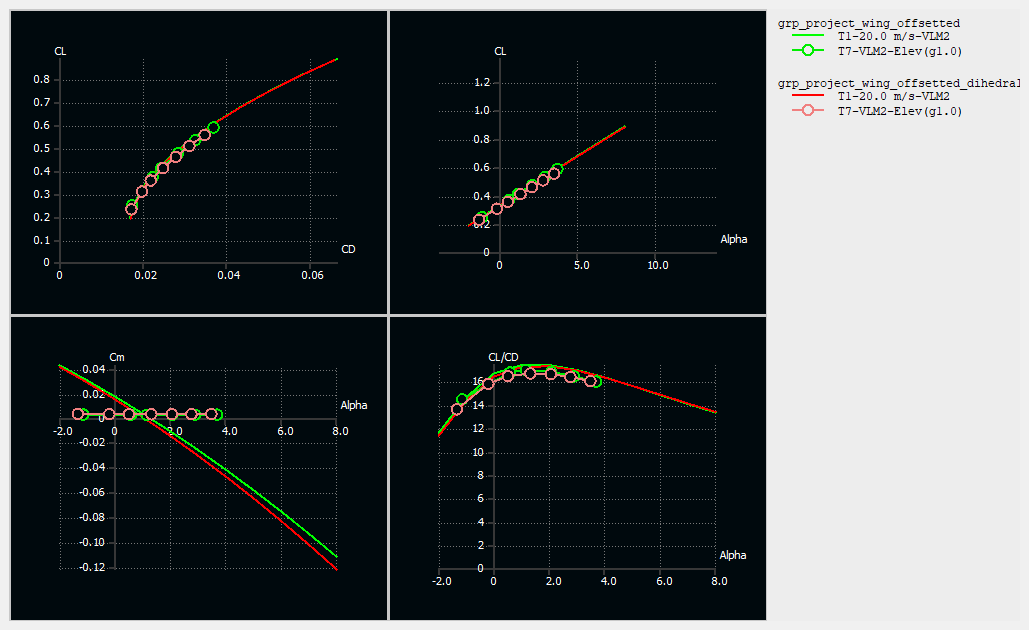 CL
0.8
0.7
0.6
0.5
0.4
0.3
0.2
0.1
0
CD
0 0.02 0.04 0.06
CL
1.2
1.0
0.8
0.6
0.4
0.2
0
Alpha
0 5.0 10.0
Cm
0.04
0.02
0
Alpha
-2.0 0 2.0 4.0 6.0 8.0
-0.02
-0.04
-0.06
-0.08
-0.10
-0.12
CL/CD
16
14
12
10
8
6
4
2
0
Alpha
-2.0 0 2.0 4.0 6.0 8.0
grp_project_wing_offsetted
T1-20.0 m/s-VLM2
T7-VLM2-Elev(g1.0)
grp_project_wing_offsetted_dihedral
T1-20.0 m/s-VLM2
T7-VLM2-Elev(g1.0)